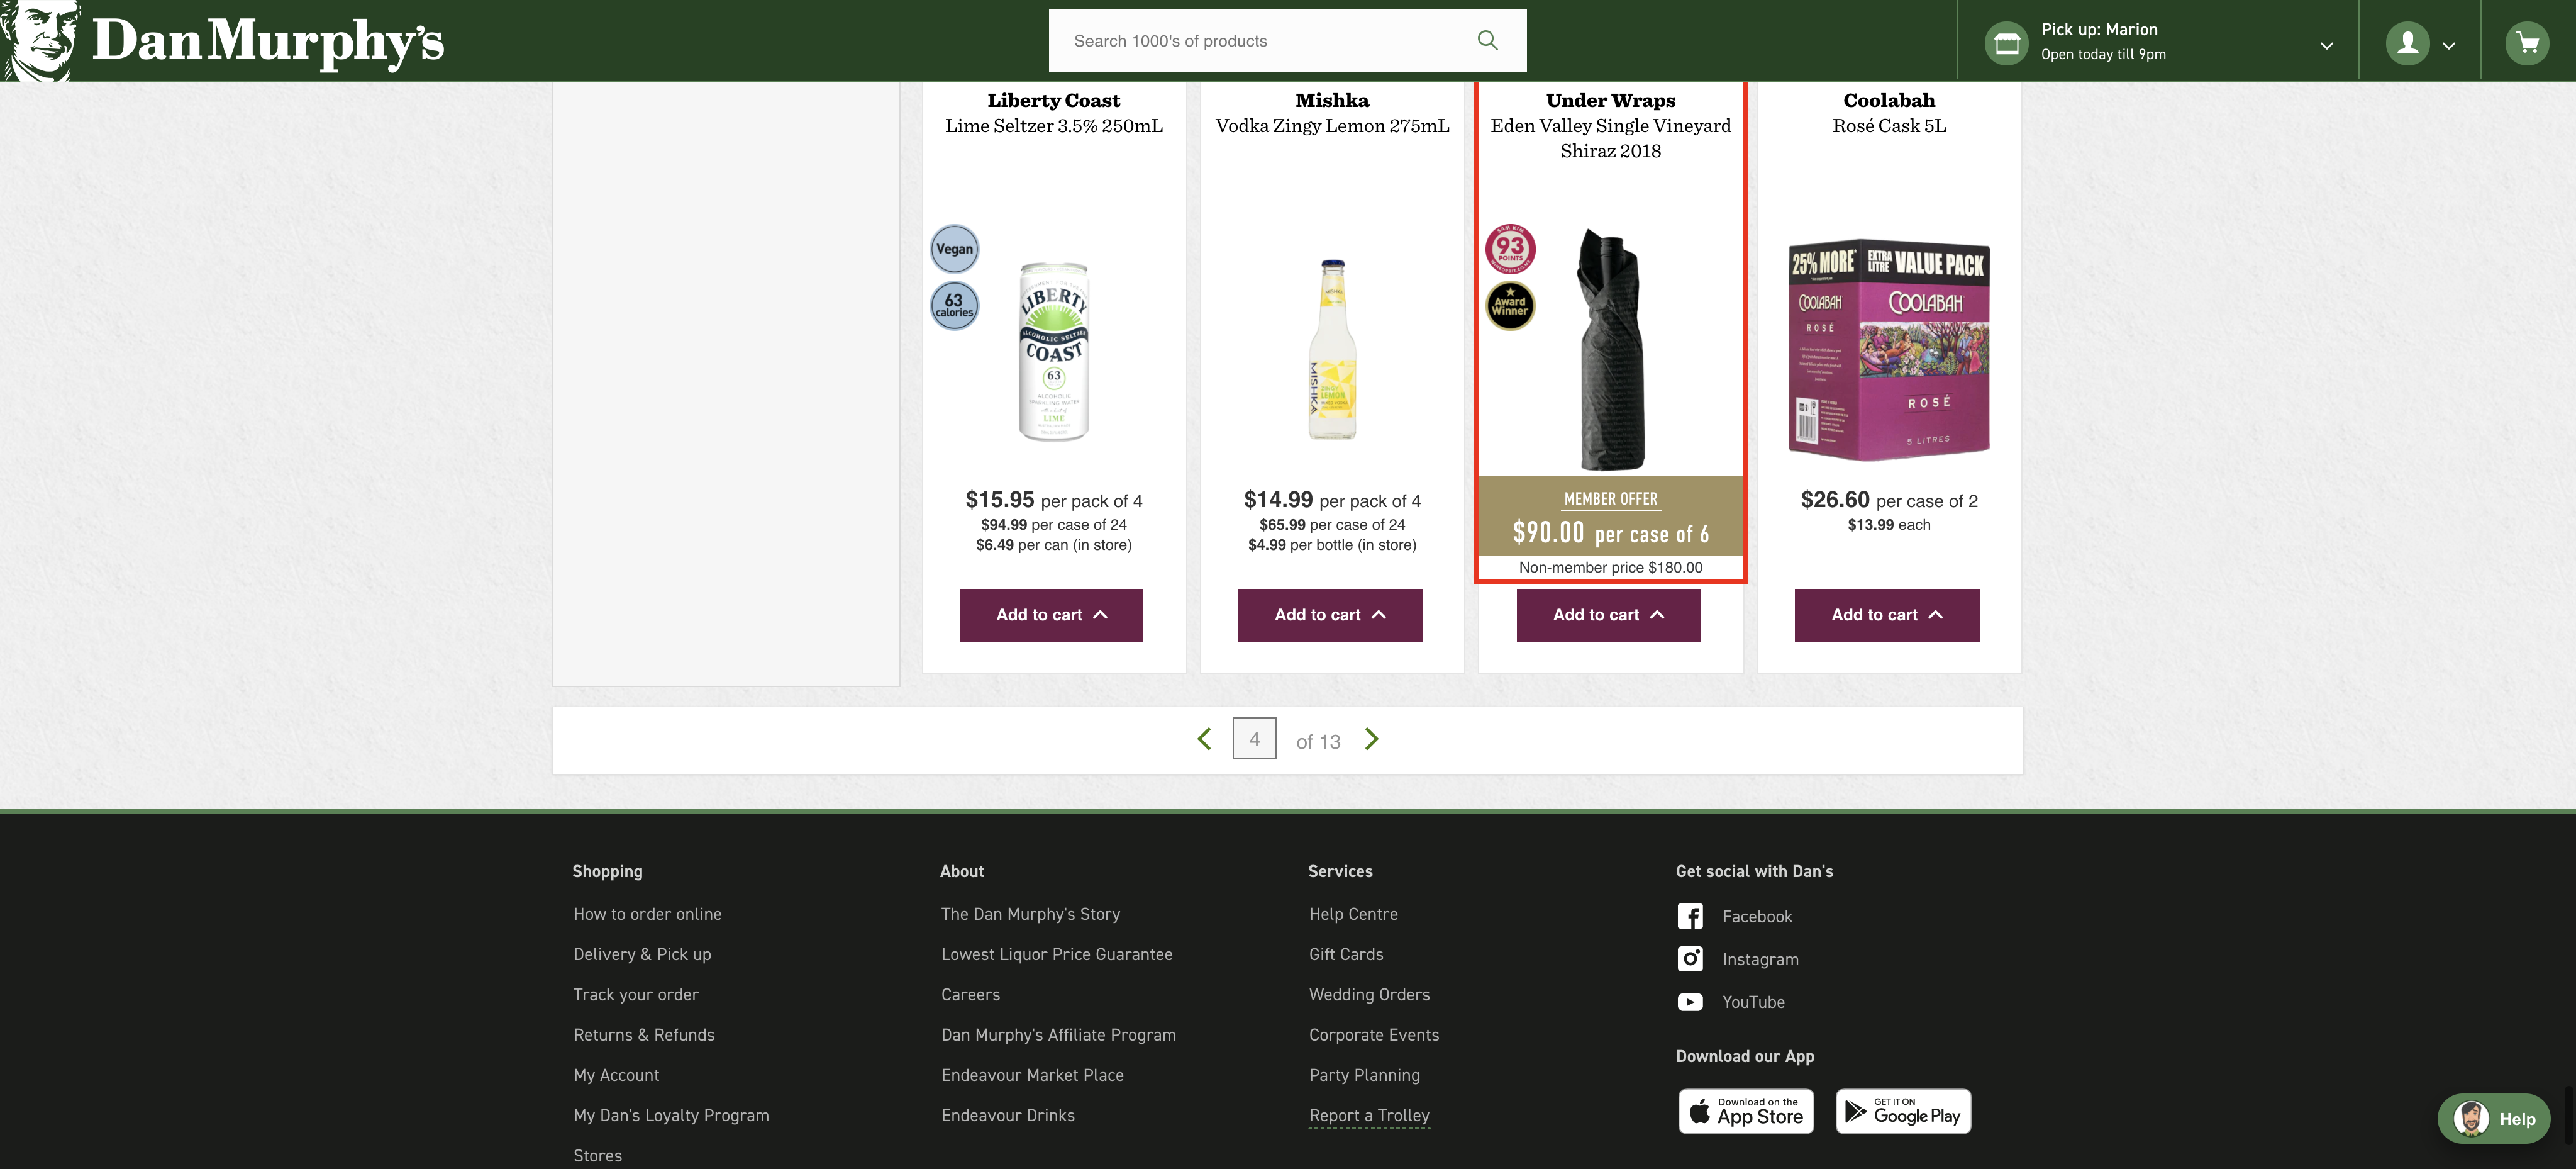 Dan Murphy's
Search 1000's of products
Pick up: Marion
Open today till 9pm
Liberty Coast
Lime Seltzer 3.5% 250mL
Vegan
63
calories
LIBERTY
ALCOHOLIC SELTZER
COAST
63
ALCOHOLIC
SPARKLING WATER
LIME
$15.95 per pack of 4
$94.99 per case of 24
$6.49 per can (in store)
Add to cart
Mishka
Vodka Zingy Lemon 275mL
MISHKA
MISHKA
ZINGY
LEMON
$14.99 per pack of 4
$65.99 per case of 24
$4.99 per bottle (in store)
Add to cart
Under Wraps
Eden Valley Single Vineyard
Shiraz 2018
SAM KIM
93
POINTS
Award
Winner
MEMBER OFFER
$90.00 per case of 6
Non-member price $180.00
Add to cart
Coolabah
Rosé Cask 5L
25% MORE*
EXTRA
LITRE
VALUE PACK
COOLABAH
ROSÉ
COOLABAH
ROSÉ
5 LITRES
$26.60 per case of 2
$13.99 each
Add to cart
4 of 13
Shopping
How to order online
Delivery & Pick up
Track your order
Returns & Refunds
My Account
My Dan's Loyalty Program
Stores
About
The Dan Murphy's Story
Lowest Liquor Price Guarantee
Careers
Dan Murphy's Affiliate Program
Endeavour Market Place
Endeavour Drinks
Services
Help Centre
Gift Cards
Wedding Orders
Corporate Events
Party Planning
Report a Trolley
Get social with Dan's
Facebook
Instagram
YouTube
Download our App
Download on the
App Store
GET IT ON
Google Play
Help